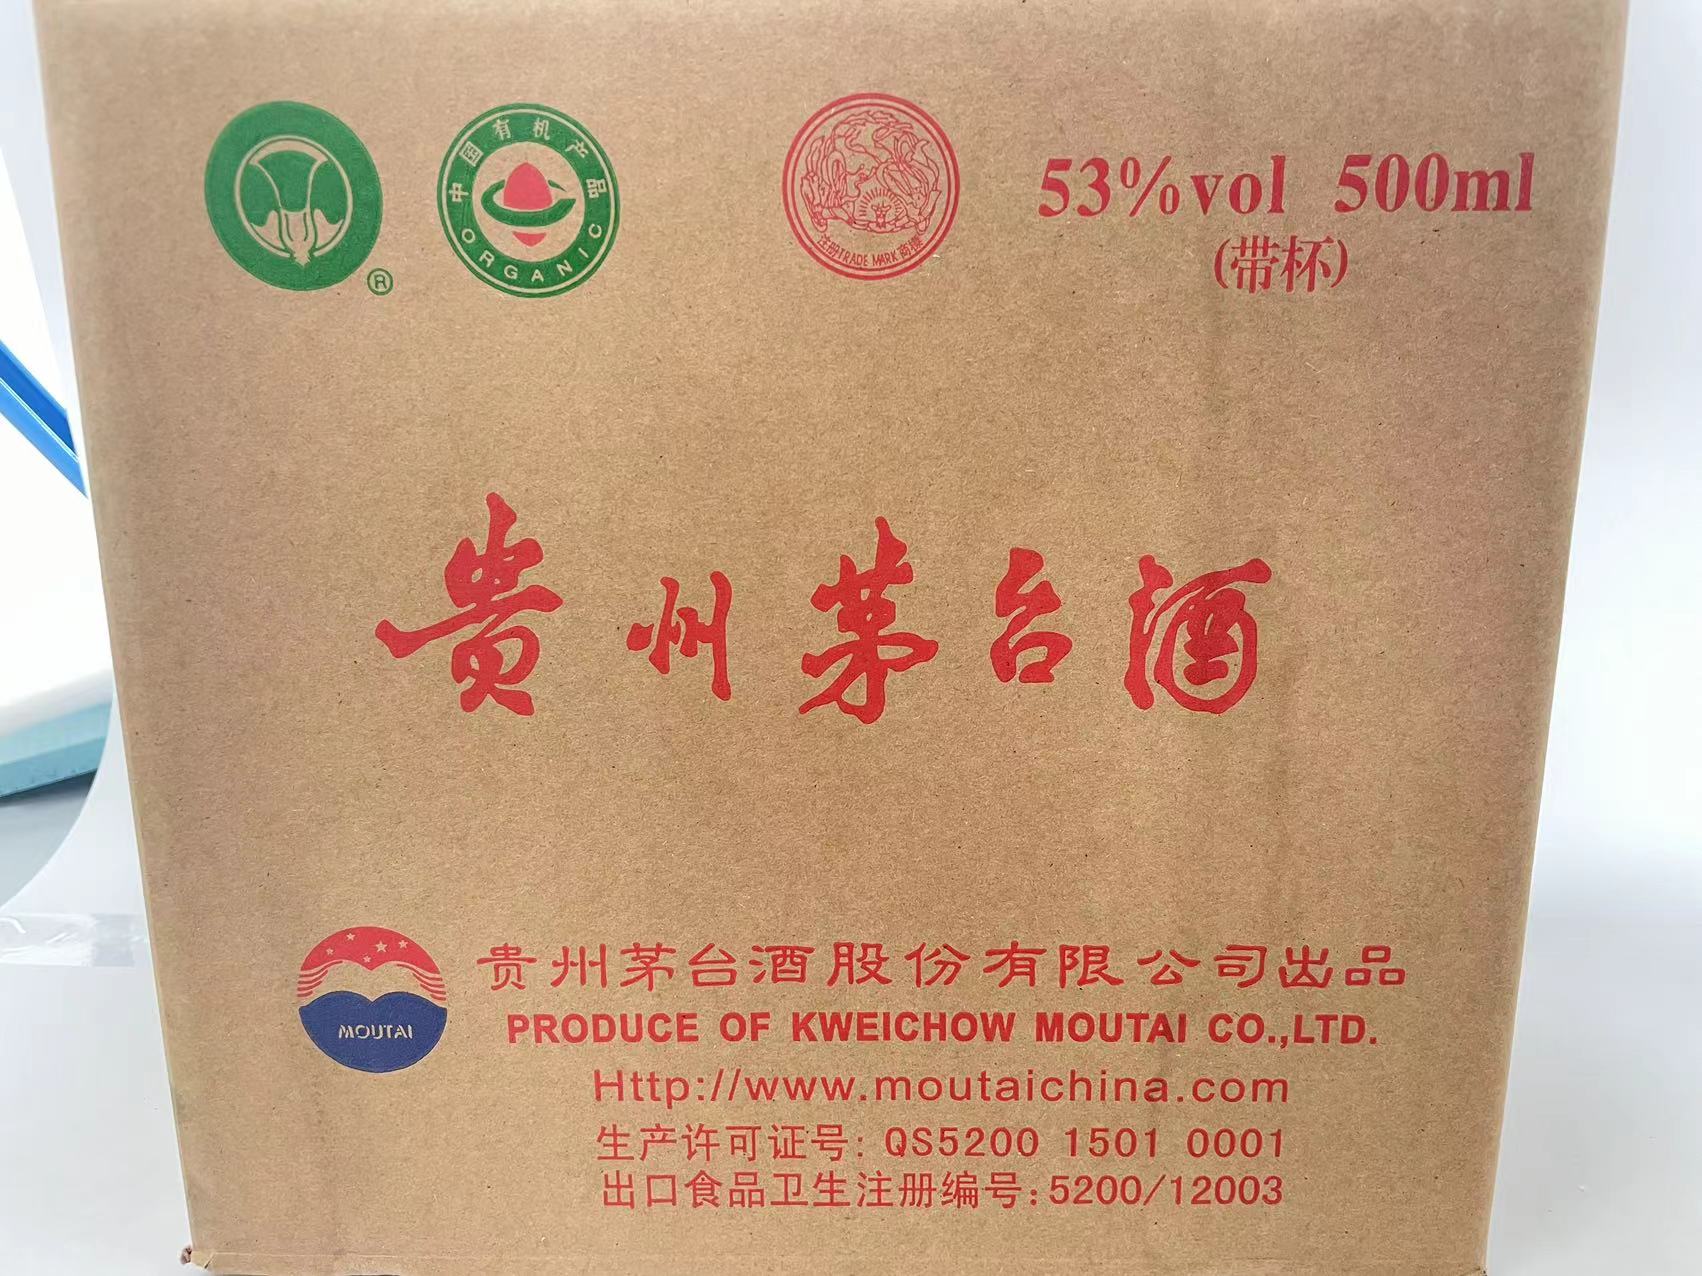 ®
中国有机产品
ORGANIC
注册TRADE MARK商標
53%vol 500ml
(带杯)
贵州茅台酒
MOUTAI
贵州茅台酒股份有限公司出品
PRODUCE OF KWEICHOW MOUTAI CO.,LTD.
Http://www.moutaichina.com
生产许可证号: QS5200 1501 0001
出口食品卫生注册编号:5200/12003